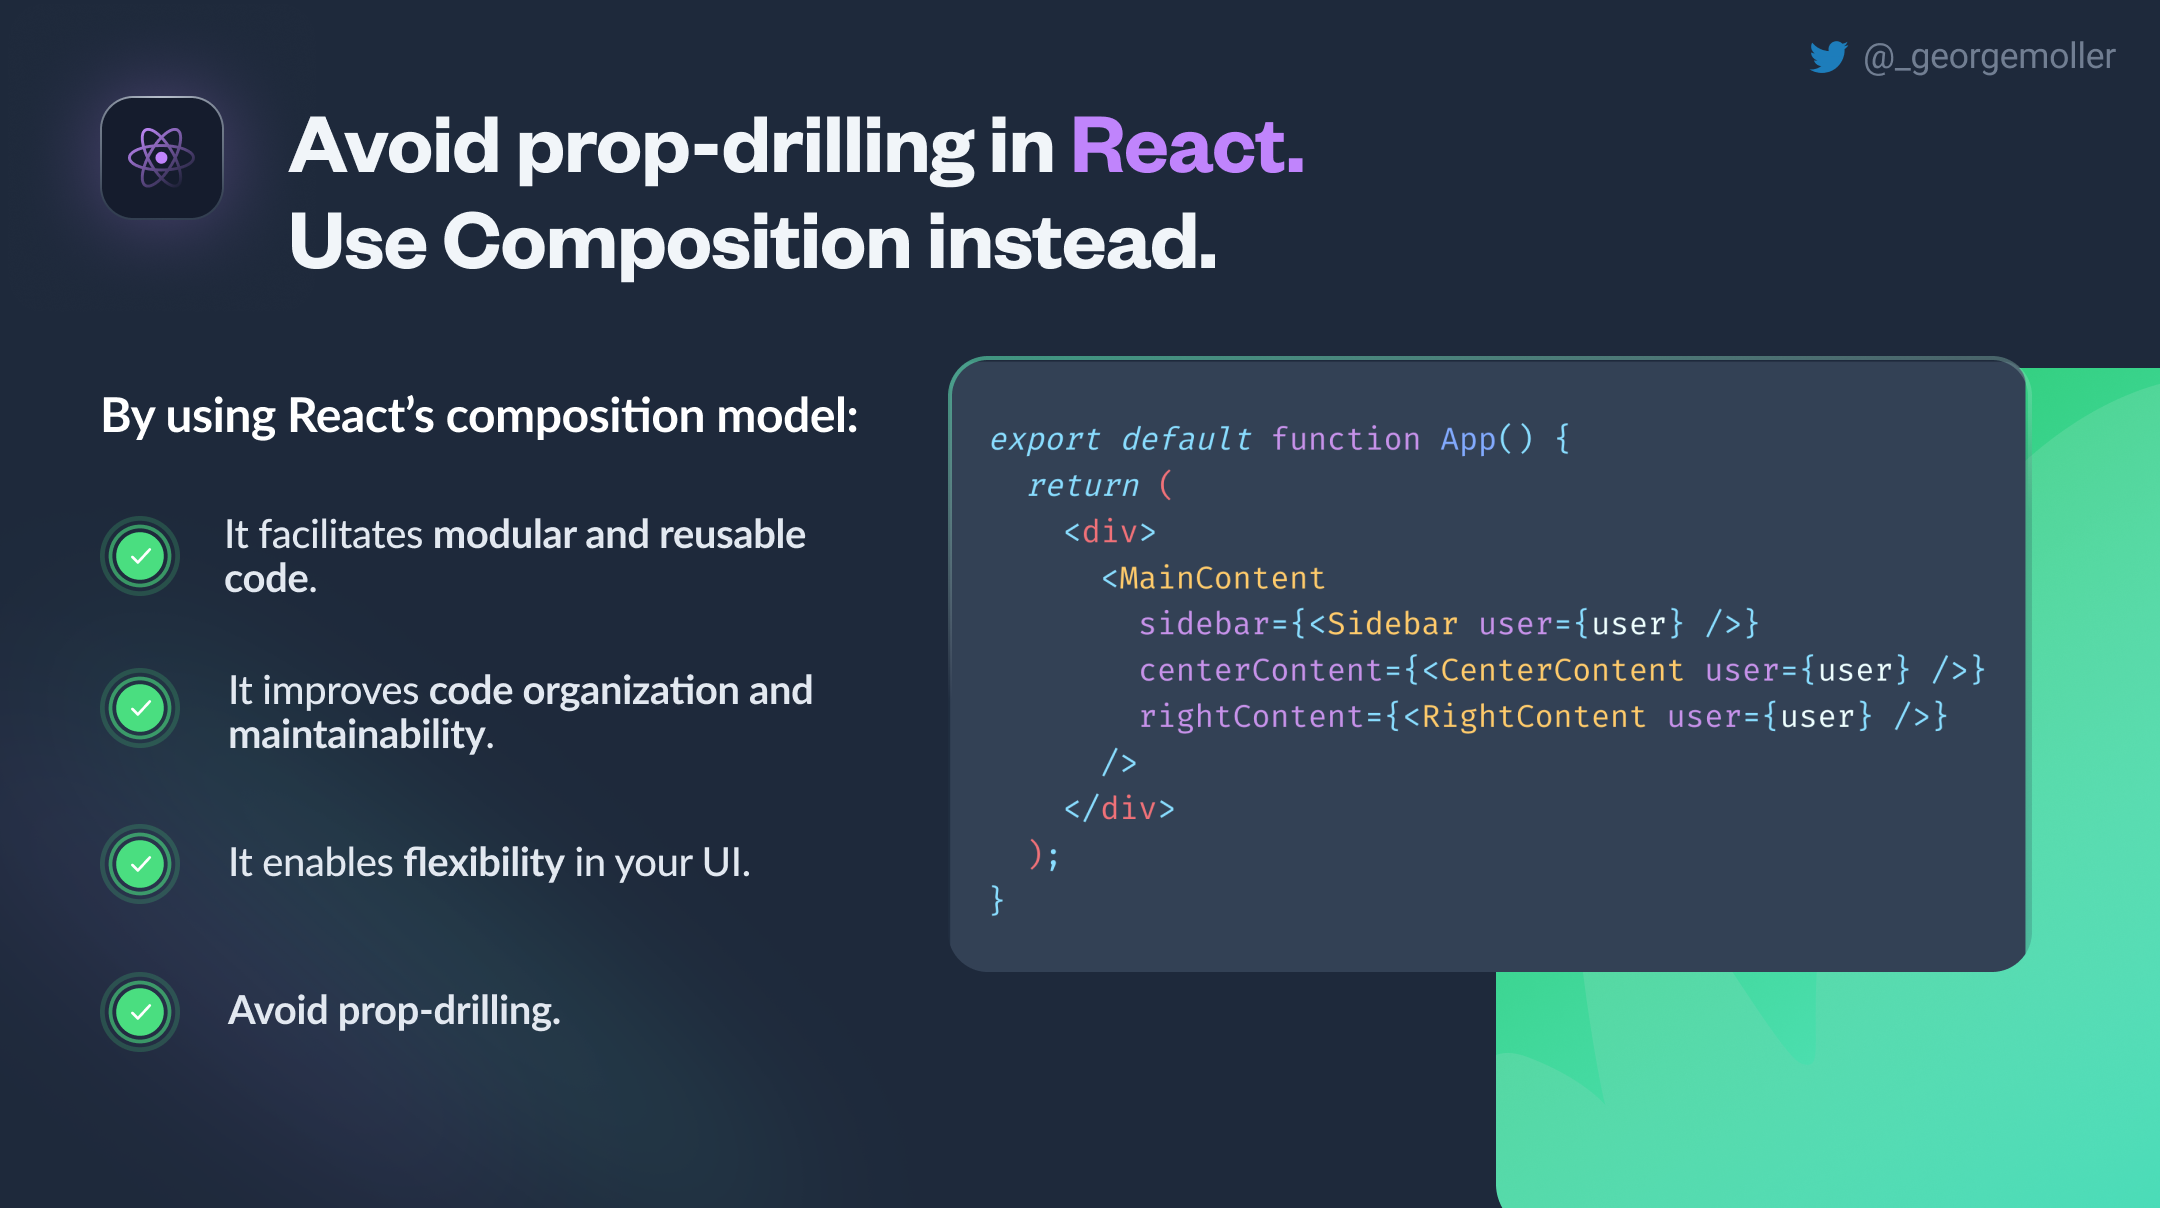 @_georgemoller
Avoid prop-drilling in React.
Use Composition instead.
By using React’s composition model:
It facilitates modular and reusable
code.
It improves code organization and
maintainability.
It enables flexibility in your UI.
Avoid prop-drilling.
export default function App() {
  return (
    <div>
      <MainContent
        sidebar={<Sidebar user={user} />}
        centerContent={<CenterContent user={user} />}
        rightContent={<RightContent user={user} />}
      />
    </div>
  );
}